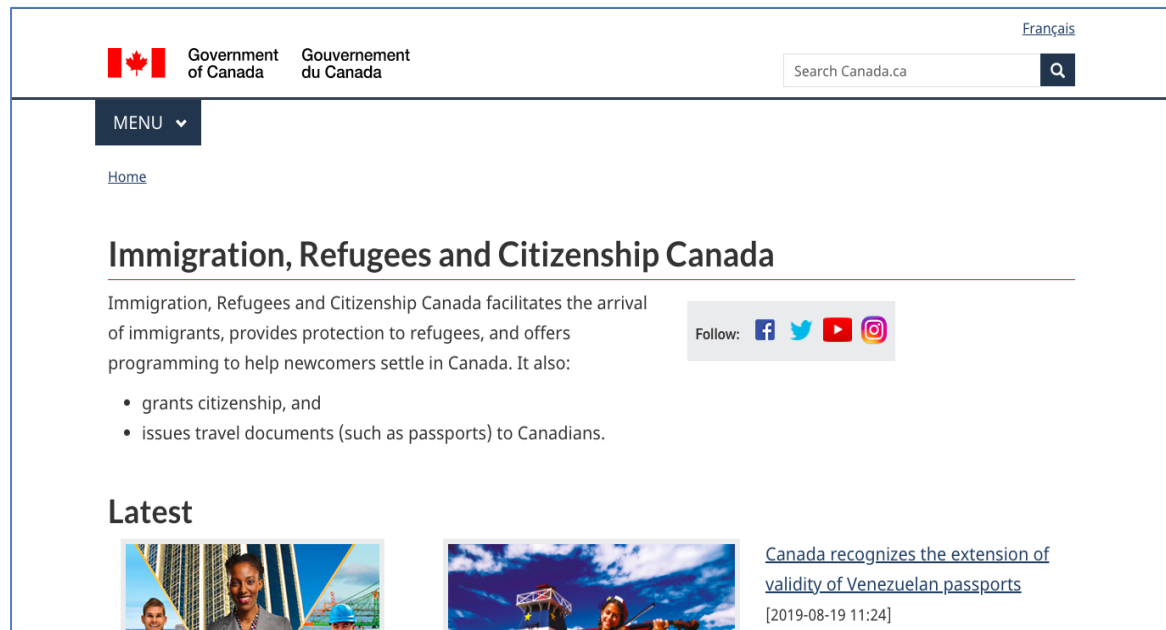 Français
Government Gouvernement
of Canada du Canada
Search Canada.ca
MENU
Home
Immigration, Refugees and Citizenship Canada
Immigration, Refugees and Citizenship Canada facilitates the arrival
of immigrants, provides protection to refugees, and offers
programming to help newcomers settle in Canada. It also:
• grants citizenship, and
• issues travel documents (such as passports) to Canadians.
Follow:
Latest
Canada recognizes the extension of
validity of Venezuelan passports
[2019-08-19 11:24]